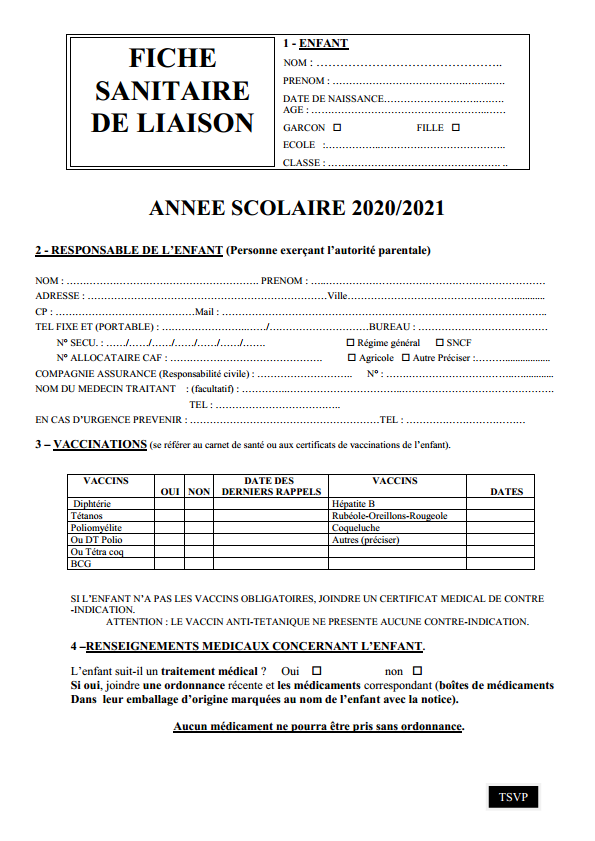 FICHE
SANITAIRE
DE LIAISON
1 - ENFANT
NOM : ……………………………………………….
PRENOM : ……………………………………………
DATE DE NAISSANCE……………………………….
AGE : …………………………………………………
GARCON ☐ FILLE ☐
ECOLE :………………………………………………..
CLASSE : …………………………………………… ..
ANNEE SCOLAIRE 2020/2021
2 - RESPONSABLE DE L’ENFANT (Personne exerçant l’autorité parentale)
NOM : ………………………………………………. PRENOM : ……………………………………………………………
ADRESSE : ……………………………………………………………Ville…………………………………………...........
CP : …………………………………Mail : ………………………………………………………………………………..
TEL FIXE ET (PORTABLE) : …………………………/…………………………BUREAU : ……………………………
N° SECU. : ……/……/……/……/……/……/…… ☐ Régime général ☐ SNCF
N° ALLOCATAIRE CAF : ……………………………………. ☐ Agricole ☐ Autre Préciser :………...................
COMPAGNIE ASSURANCE (Responsabilité civile) : ……………………… N° : ………………………………............
NOM DU MEDECIN TRAITANT : (facultatif) : ……………………………………………………………………………
TEL : ……………………………..
EN CAS D’URGENCE PREVENIR : ………………………………………………TEL : ……………………………
3 – VACCINATIONS (se référer au carnet de santé ou aux certificats de vaccinations de l’enfant).
VACCINS OUI NON DATE DES DERNIERS RAPPELS VACCINS DATES
Diphtérie Hépatite B
Tétanos Rubéole-Oreillons-Rougeole
Poliomyélite Coqueluche
Ou DT Polio Autres (préciser)
Ou Tétra coq
BCG
SI L’ENFANT N’A PAS LES VACCINS OBLIGATOIRES, JOINDRE UN CERTIFICAT MEDICAL DE CONTRE
-INDICATION.
ATTENTION : LE VACCIN ANTI-TETANIQUE NE PRESENTE AUCUNE CONTRE-INDICATION.
4 –RENSEIGNEMENTS MEDICAUX CONCERNANT L’ENFANT.
L’enfant suit-il un traitement médical ? Oui ☐ non ☐
Si oui, joindre une ordonnance récente et les médicaments correspondant (boîtes de médicaments
Dans leur emballage d’origine marquées au nom de l’enfant avec la notice).
Aucun médicament ne pourra être pris sans ordonnance.
TSVP